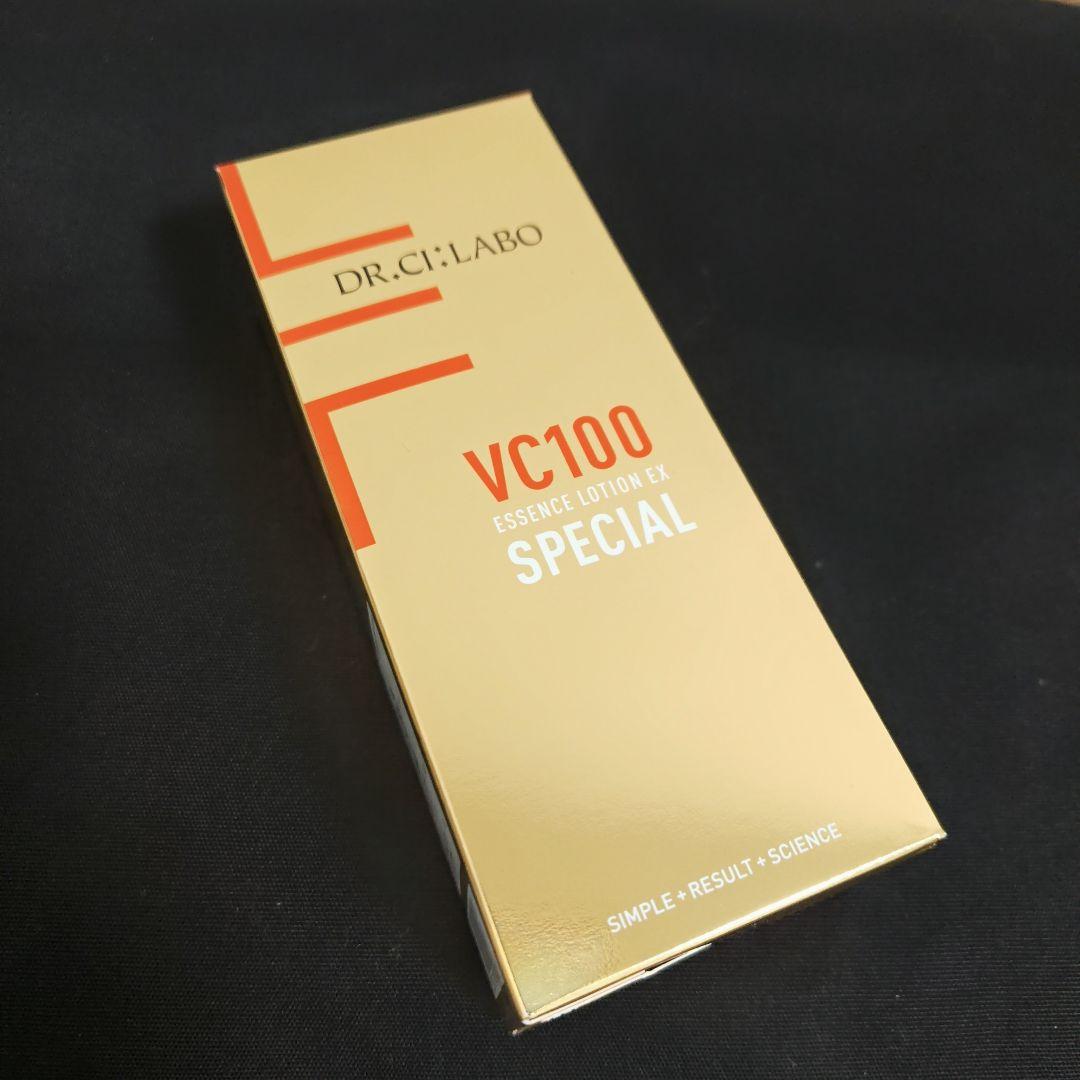 DR.CI:LABO
VC100
ESSENCE LOTION EX
SPECIAL
SIMPLE + RESULT + SCIENCE